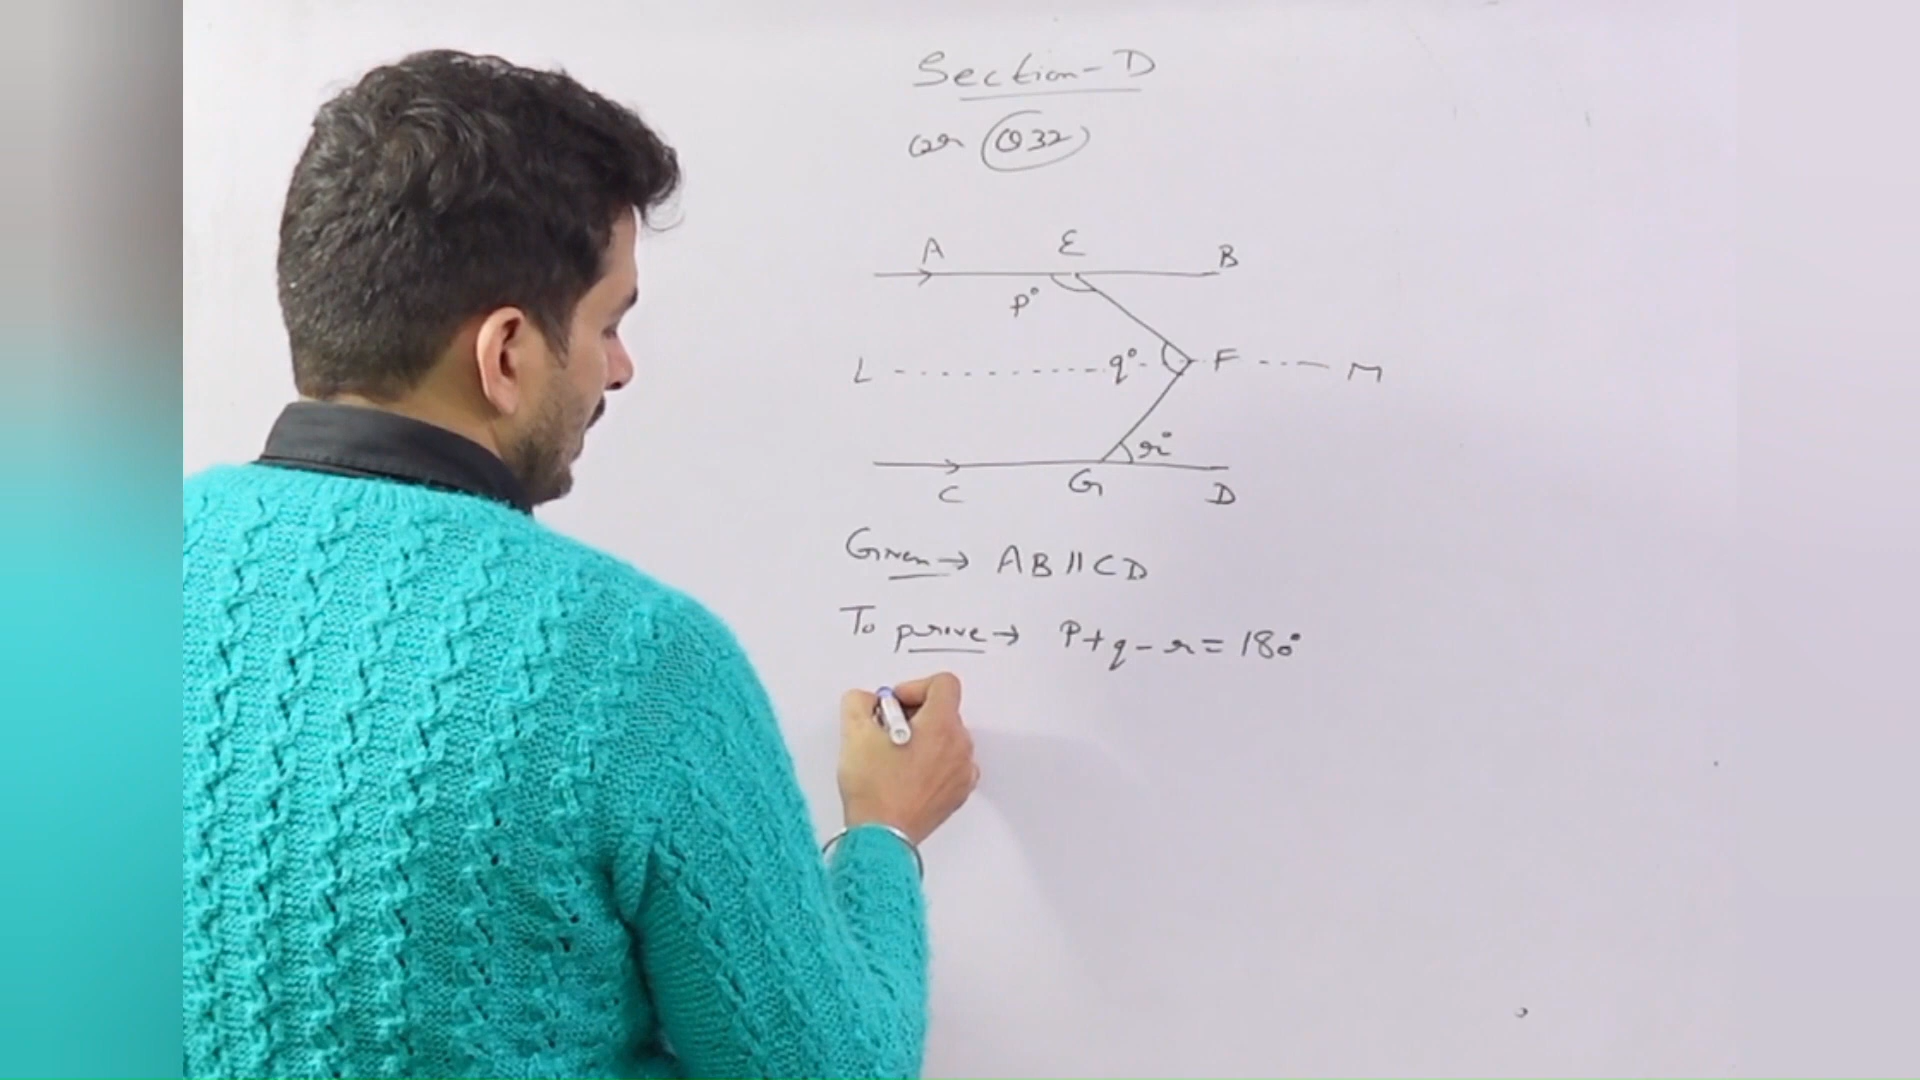 Section-D
or Q32
A E B
p°
L q° F M
r°
C G D
Given → AB || CD
To prove → P+q-r = 180°